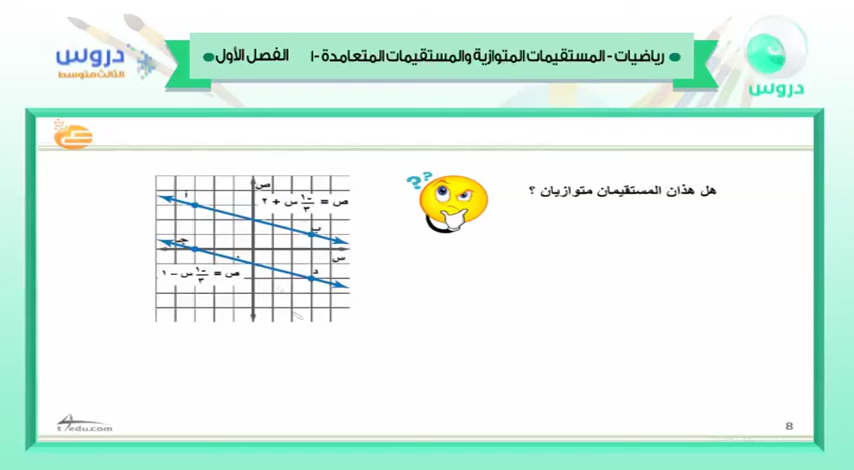 رياضيات - المستقيمات المتوازية والمستقيمات المتعامدة -١ الفصل الأول
دروس
دروس
الثالث متوسط
هل هذان المستقيمان متوازيان ؟
؟؟
ص
أ
ص = -١/٣ س + ٢
ب
جـ
س
ص = -١/٣ س - ١
د
t4edu.com
8